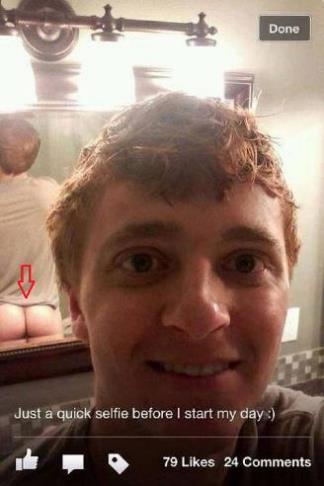 Done
Just a quick selfie before I start my day :)
79 Likes 24 Comments